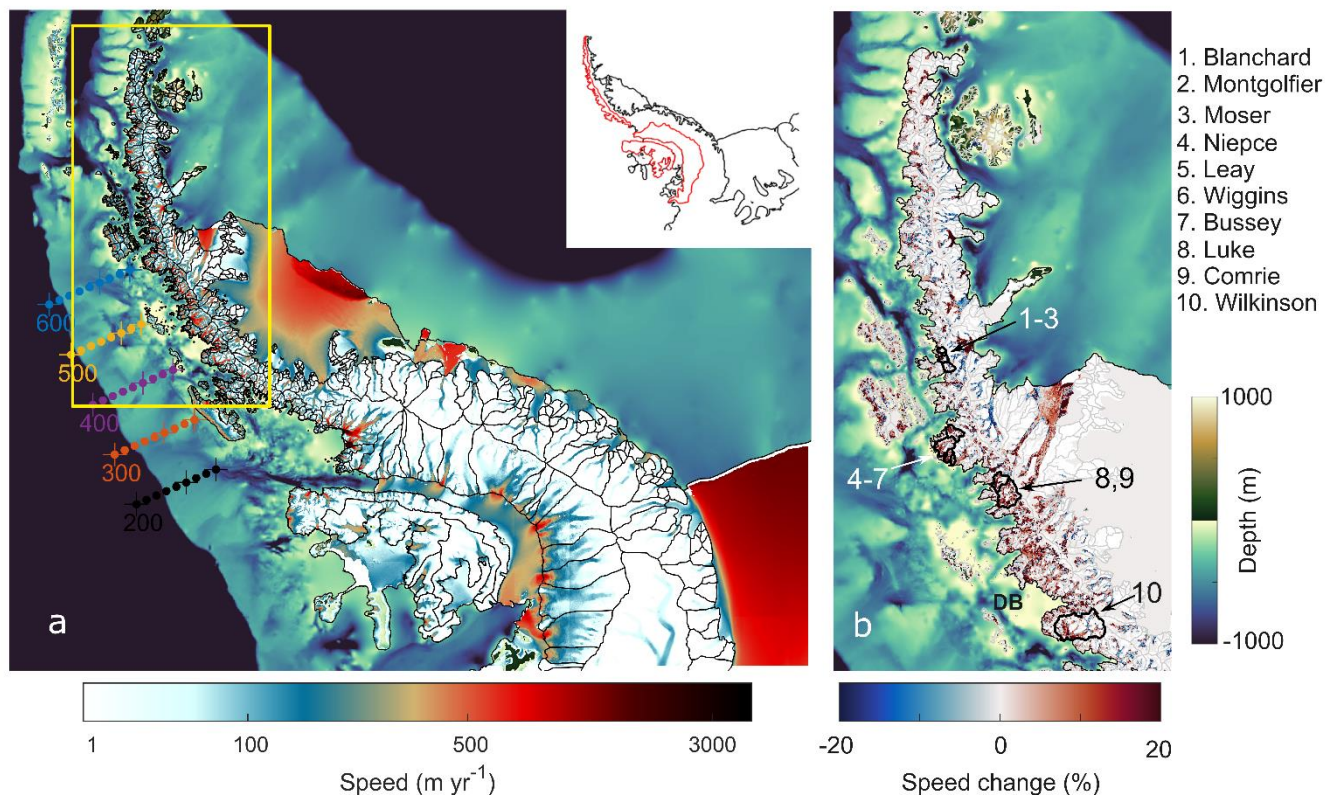 600
500
400
300
200
a
1
100
500
3000
Speed (m yr-1)
1-3
4-7
8,9
10
DB
b
-20
0
20
Speed change (%)
1. Blanchard
2. Montgolfier
3. Moser
4. Niepce
5. Leay
6. Wiggins
7. Bussey
8. Luke
9. Comrie
10. Wilkinson
1000
Depth (m)
-1000